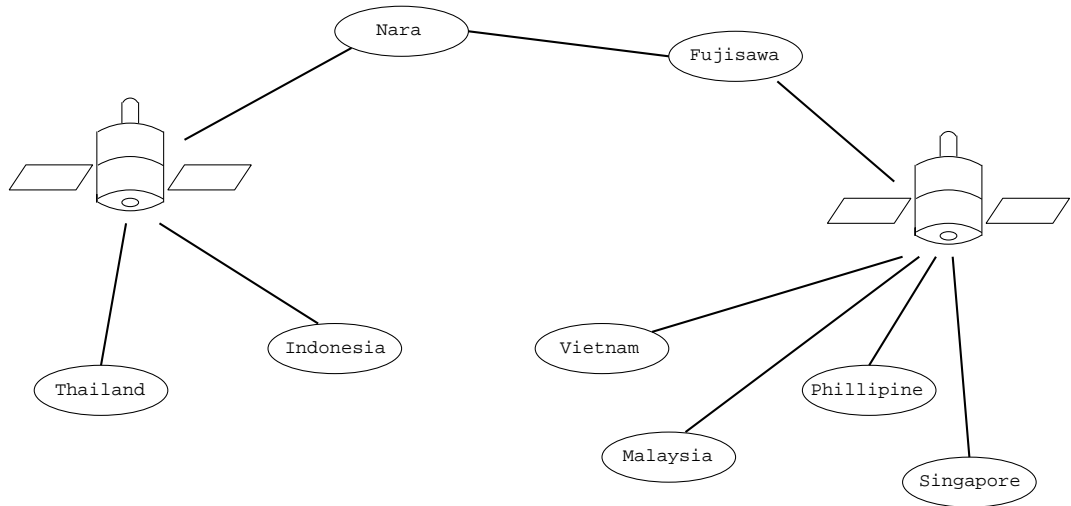 Nara
Fujisawa
Indonesia
Vietnam
Thailand
Phillipine
Malaysia
Singapore